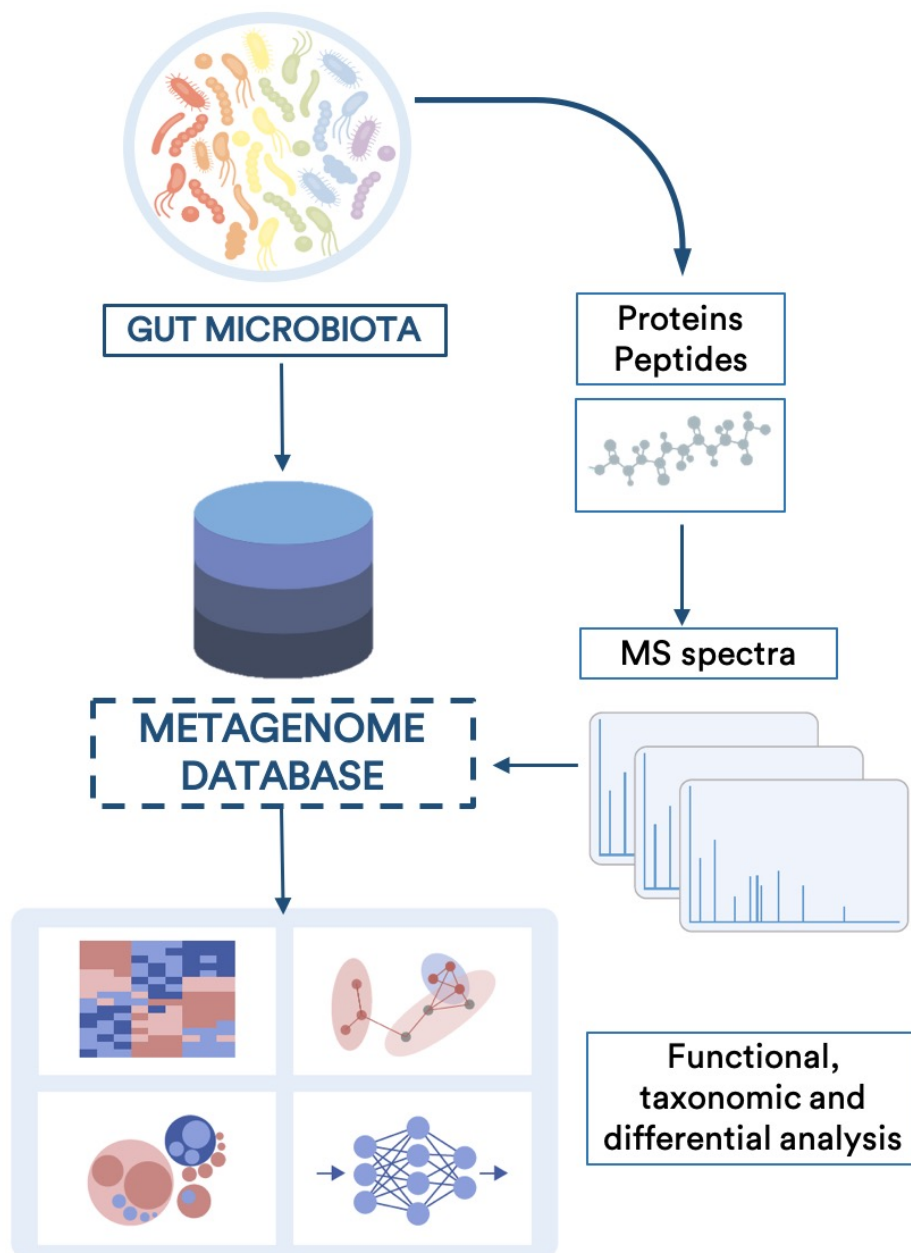 GUT MICROBIOTA
Proteins
Peptides
MS spectra
METAGENOME
DATABASE
Functional,
taxonomic and
differential analysis